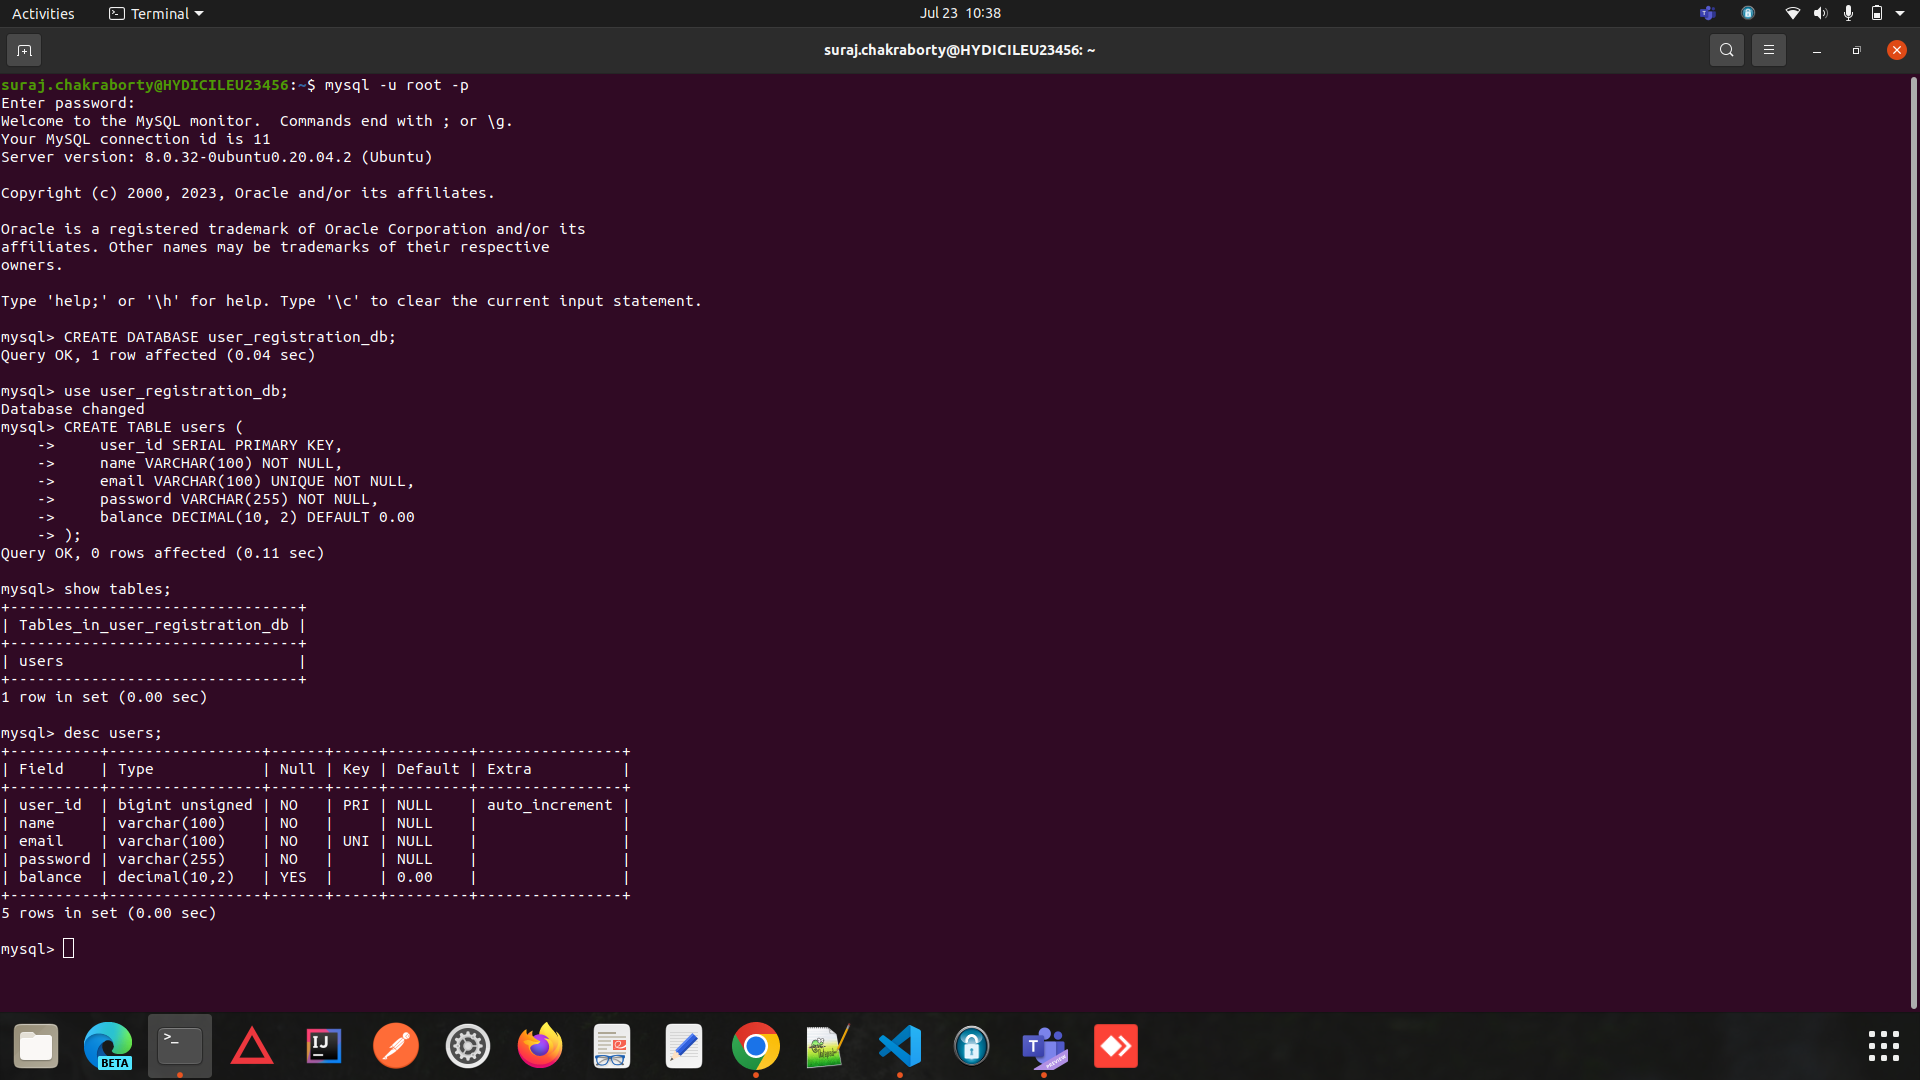 Activities
Terminal
Jul 23 10:38
suraj.chakraborty@HYDICILEU23456: ~
suraj.chakraborty@HYDICILEU23456:~$ mysql -u root -p
Enter password:
Welcome to the MySQL monitor.  Commands end with ; or \g.
Your MySQL connection id is 11
Server version: 8.0.32-0ubuntu0.20.04.2 (Ubuntu)

Copyright (c) 2000, 2023, Oracle and/or its affiliates.

Oracle is a registered trademark of Oracle Corporation and/or its
affiliates. Other names may be trademarks of their respective
owners.

Type 'help;' or '\h' for help. Type '\c' to clear the current input statement.

mysql> CREATE DATABASE user_registration_db;
Query OK, 1 row affected (0.04 sec)

mysql> use user_registration_db;
Database changed
mysql> CREATE TABLE users (
    ->     user_id SERIAL PRIMARY KEY,
    ->     name VARCHAR(100) NOT NULL,
    ->     email VARCHAR(100) UNIQUE NOT NULL,
    ->     password VARCHAR(255) NOT NULL,
    ->     balance DECIMAL(10, 2) DEFAULT 0.00
    -> );
Query OK, 0 rows affected (0.11 sec)

mysql> show tables;
+--------------------------------+
| Tables_in_user_registration_db |
+--------------------------------+
| users                          |
+--------------------------------+
1 row in set (0.00 sec)

mysql> desc users;
+----------+-----------------+------+-----+---------+----------------+
| Field    | Type            | Null | Key | Default | Extra          |
+----------+-----------------+------+-----+---------+----------------+
| user_id  | bigint unsigned | NO   | PRI | NULL    | auto_increment |
| name     | varchar(100)    | NO   |     | NULL    |                |
| email    | varchar(100)    | NO   | UNI | NULL    |                |
| password | varchar(255)    | NO   |     | NULL    |                |
| balance  | decimal(10,2)   | YES  |     | 0.00    |                |
+----------+-----------------+------+-----+---------+----------------+
5 rows in set (0.00 sec)

mysql>
BETA
>_
IJ
T